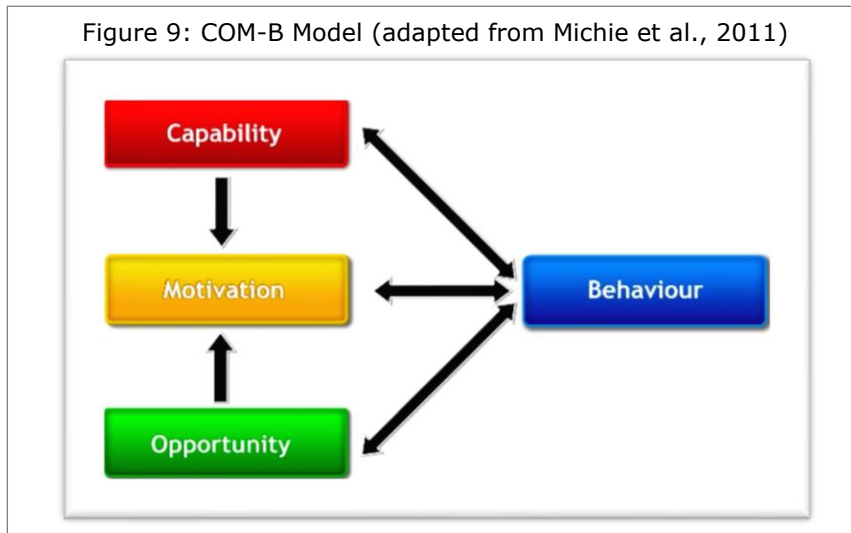 Figure 9: COM-B Model (adapted from Michie et al., 2011)
Capability
Motivation
Behaviour
Opportunity